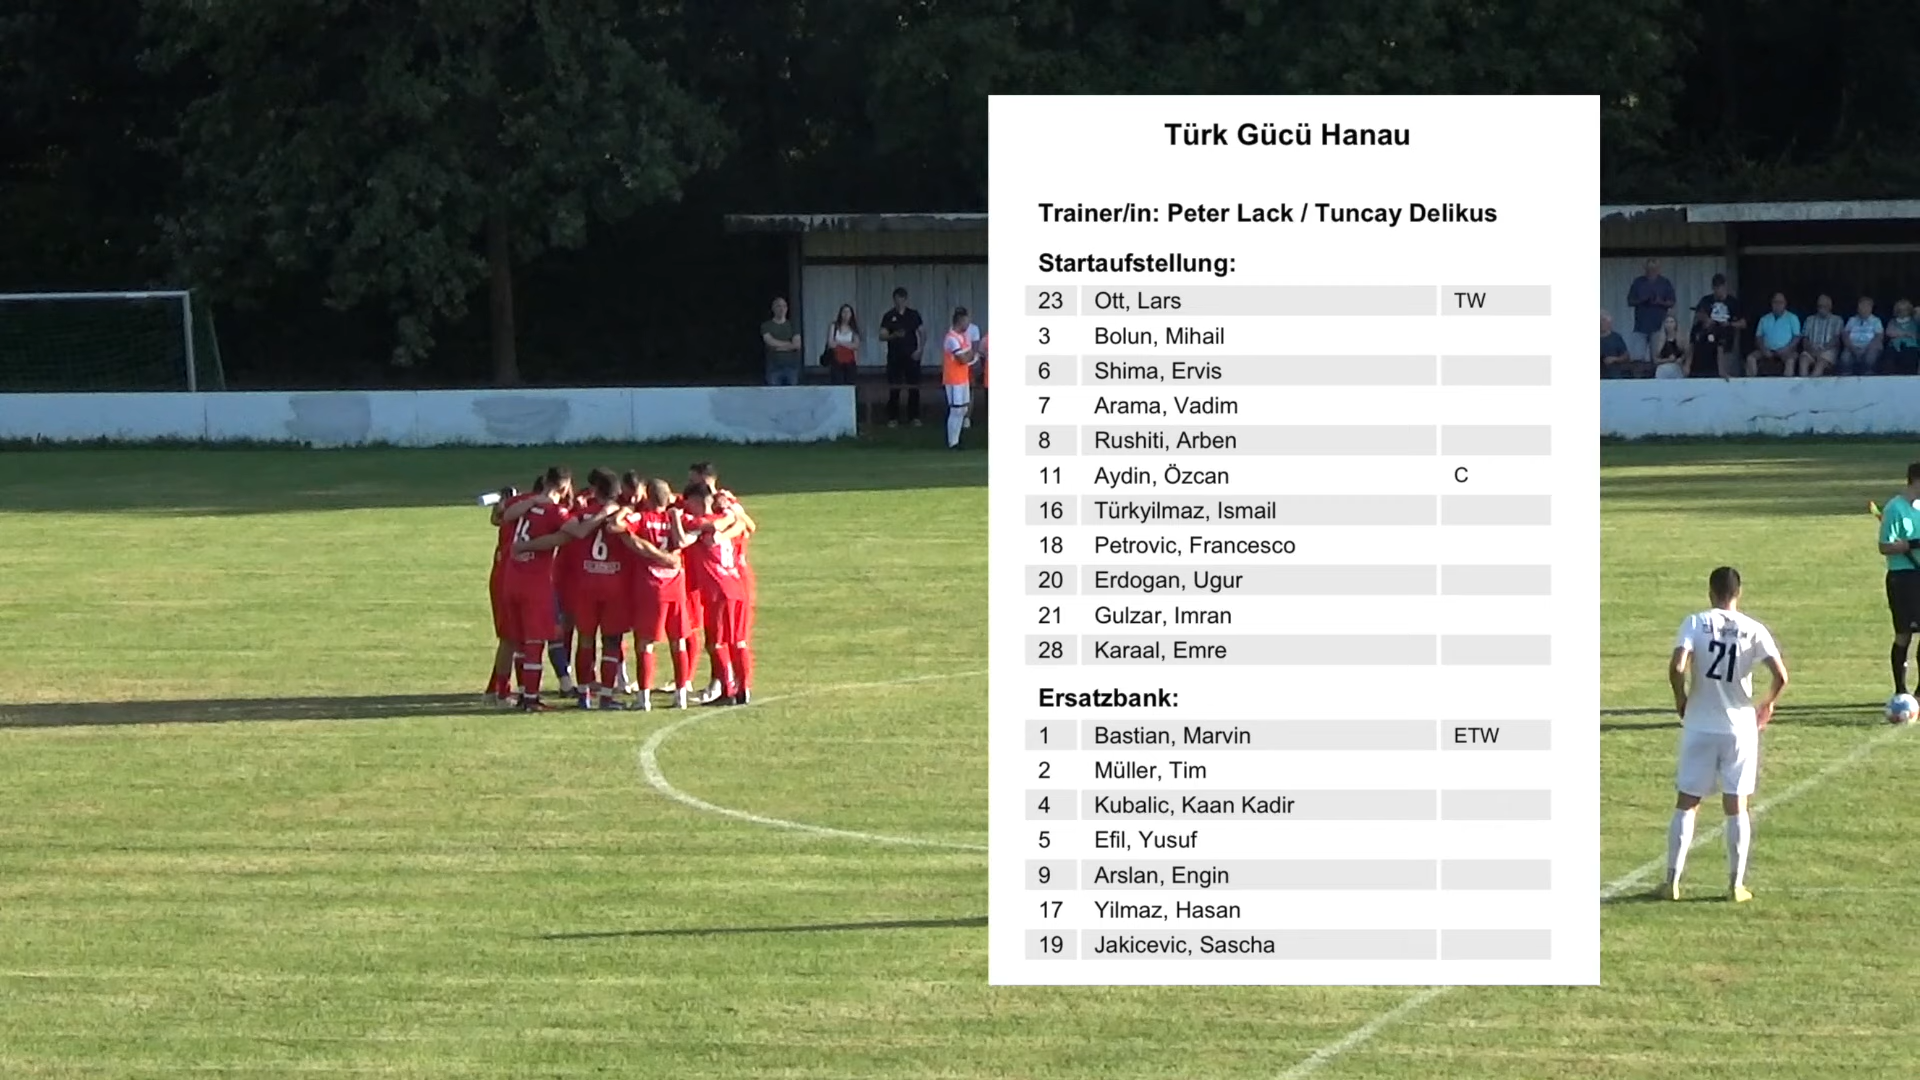 Türk Gücü Hanau
Trainer/in: Peter Lack / Tuncay Delikus
Startaufstellung:
23 Ott, Lars TW
3 Bolun, Mihail
6 Shima, Ervis
7 Arama, Vadim
8 Rushiti, Arben
11 Aydin, Özcan C
16 Türkyilmaz, Ismail
18 Petrovic, Francesco
20 Erdogan, Ugur
21 Gulzar, Imran
28 Karaal, Emre
Ersatzbank:
1 Bastian, Marvin ETW
2 Müller, Tim
4 Kubalic, Kaan Kadir
5 Efil, Yusuf
9 Arslan, Engin
17 Yilmaz, Hasan
19 Jakicevic, Sascha
6
21